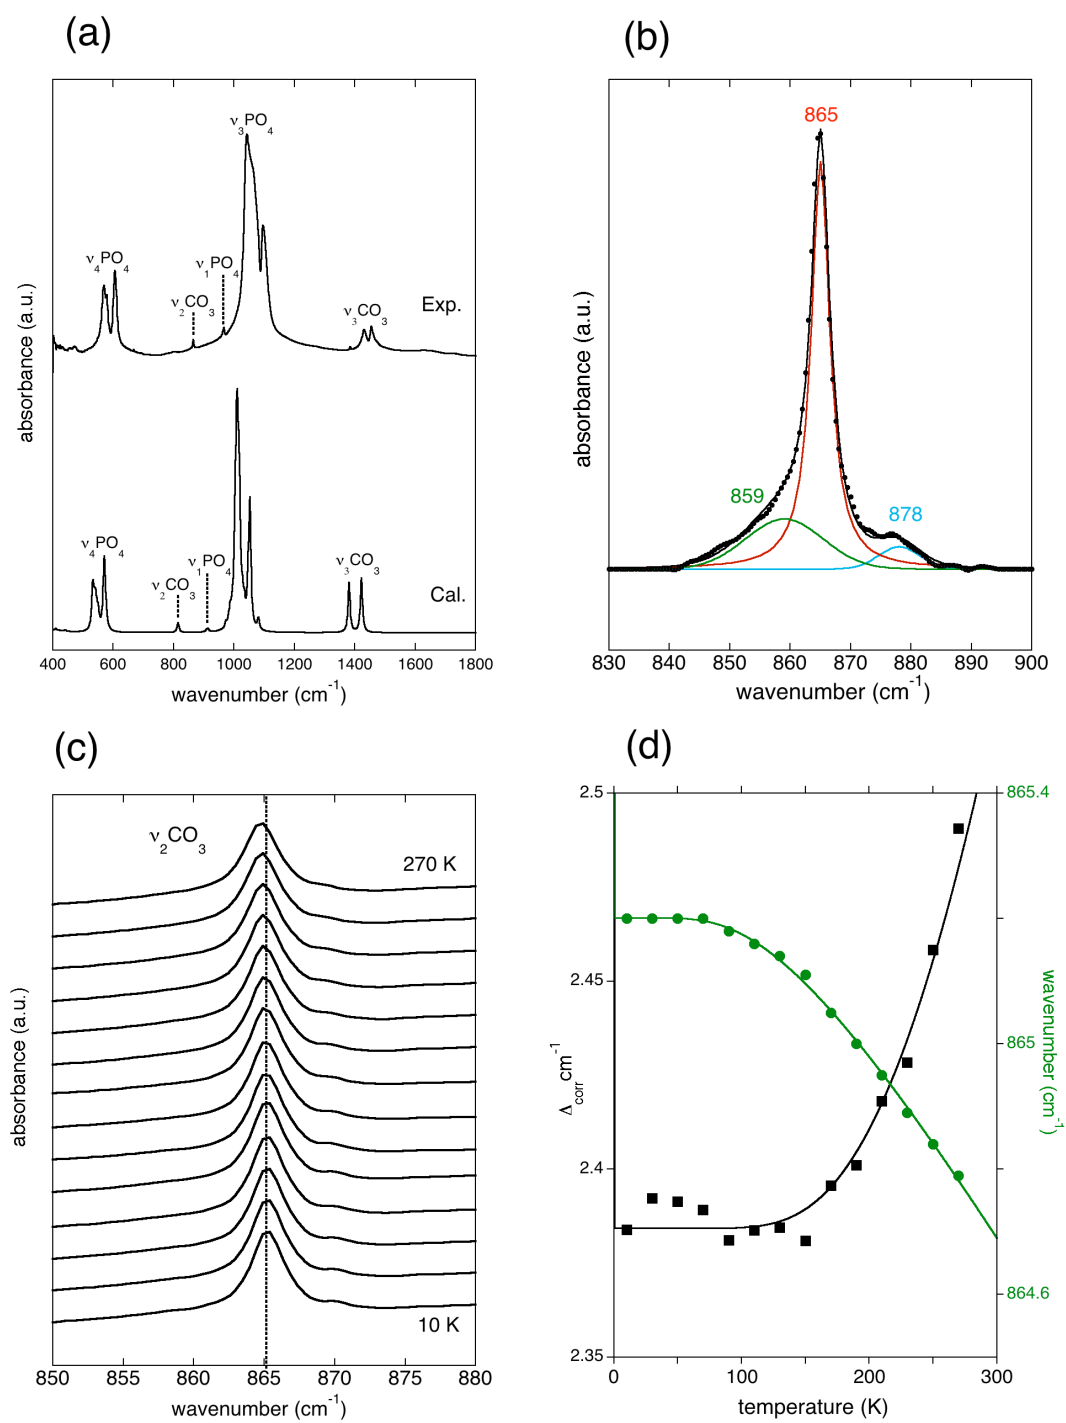 (a)
ν3PO4
ν4PO4
ν1PO4
ν2CO3
ν3CO3
Exp.
ν4PO4
ν1PO4
ν2CO3
ν3CO3
Cal.
absorbance (a.u.)
400 600 800 1000 1200 1400 1600 1800
wavenumber (cm-1)
(b)
865
859
878
absorbance (a.u.)
830 840 850 860 870 880 890 900
wavenumber (cm-1)
(c)
ν2CO3
270 K
10 K
absorbance (a.u.)
850 855 860 865 870 875 880
wavenumber (cm-1)
(d)
2.5
2.45
2.4
2.35
Δcorr cm-1
865.4
865
864.6
wavenumber (cm-1)
0 100 200 300
temperature (K)